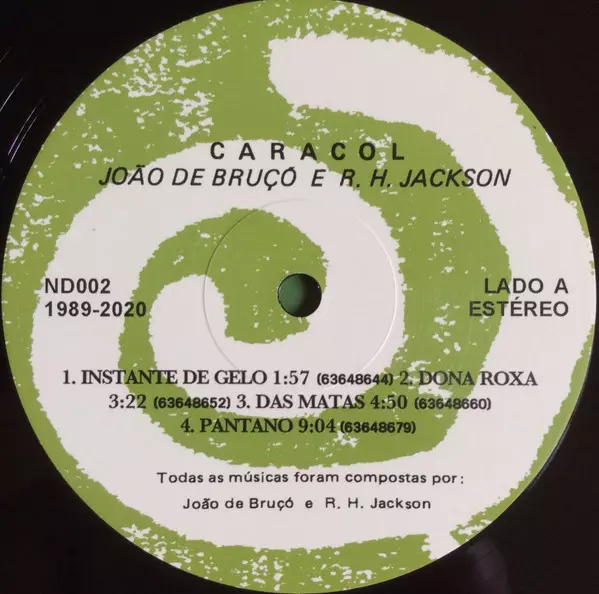 CARACOL
JOÃO DE BRUÇÓ E R. H. JACKSON
ND002
1989-2020
LADO A
ESTÉREO
1. INSTANTE DE GELO 1:57 (63648644) 2. DONA ROXA
3:22 (63648652) 3. DAS MATAS 4:50 (63648660)
4. PANTANO 9:04 (63648679)
Todas as músicas foram compostas por:
João de Bruçó e R. H. Jackson